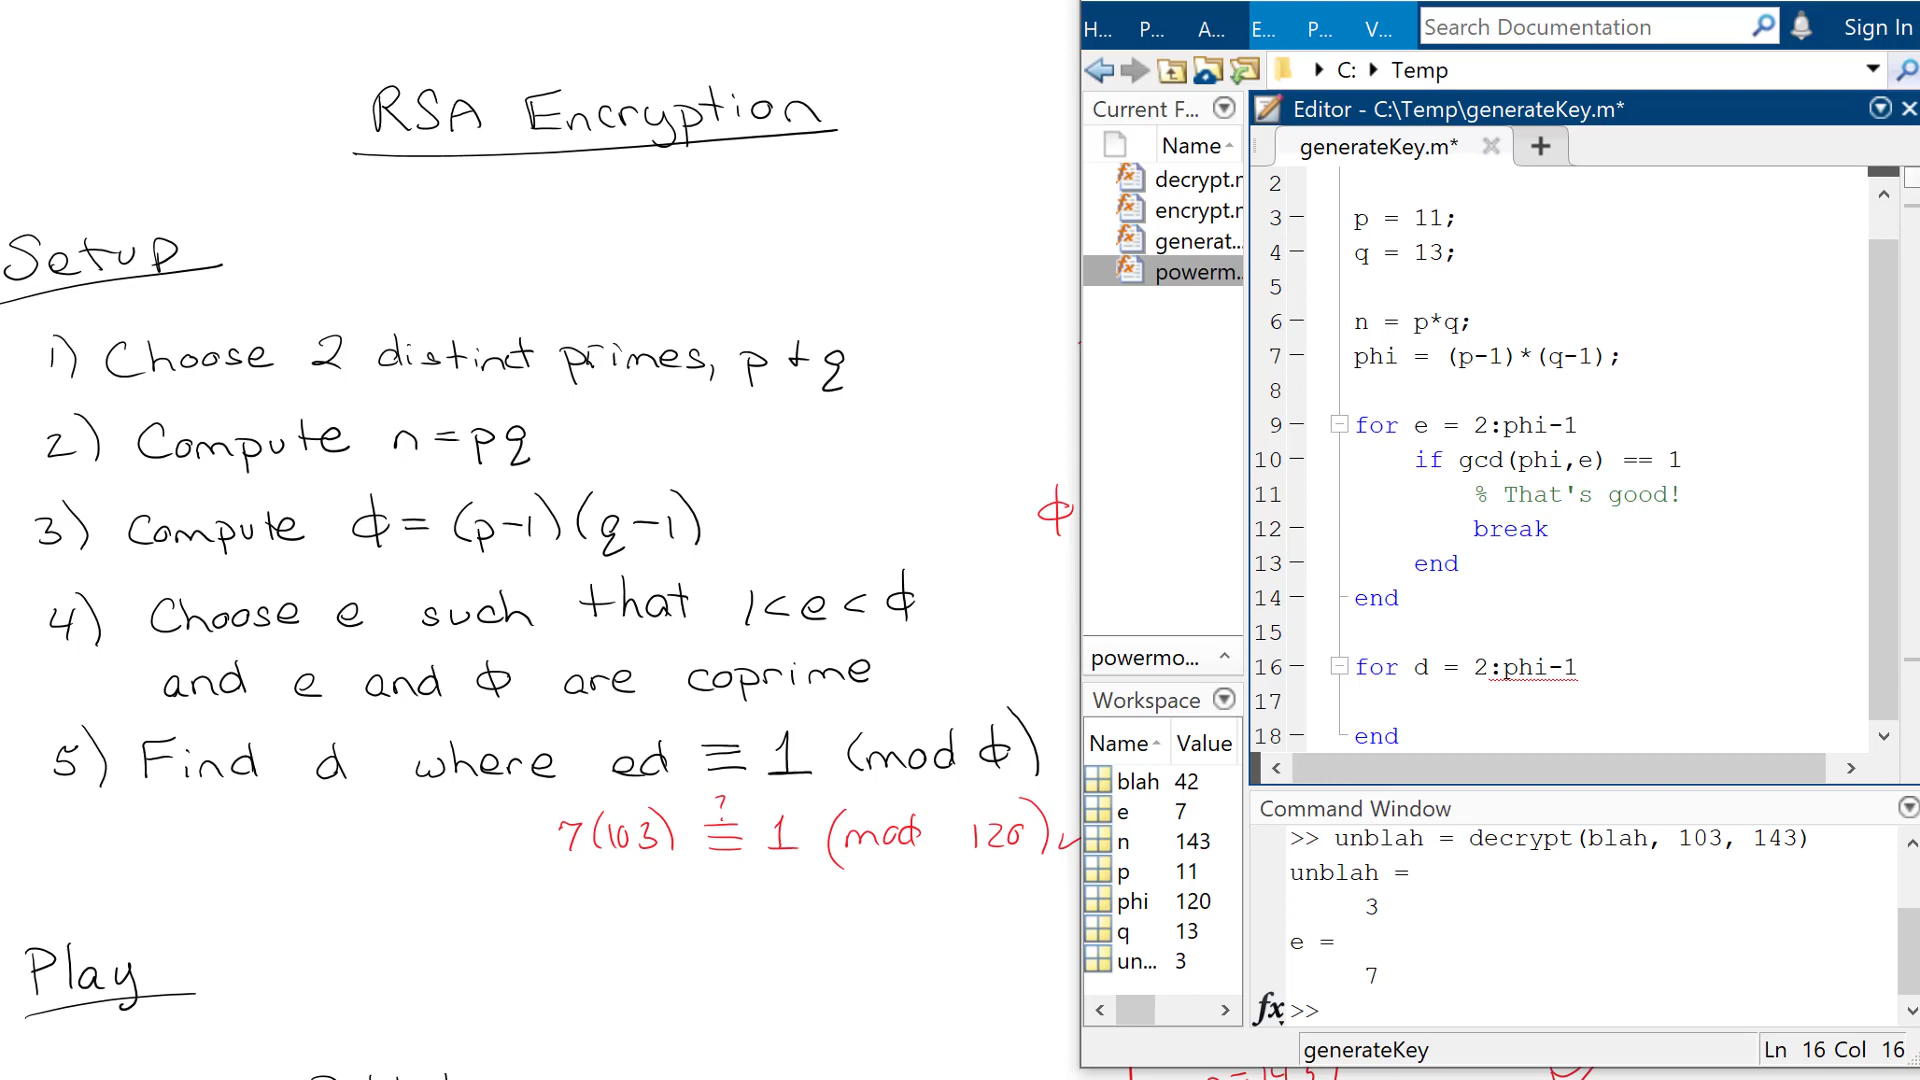 RSA Encryption
Setup
1) Choose 2 distinct primes, p + q
2) Compute n = pq
3) Compute ϕ = (p-1)(q-1)
4) Choose e such that 1 < e < ϕ
and e and ϕ are coprime
5) Find d where ed ≡ 1 (mod ϕ)
?
7(103) ≡ 1 (mod 120) ✓
Play
ϕ
H... P... A... E... P... V... Search Documentation Sign In
C: Temp
Current F...
Name
decrypt.r
encrypt.r
generat...
powerm...
powermo...
Workspace
Name Value
blah 42
e 7
n 143
p 11
phi 120
q 13
un... 3
Editor - C:\Temp\generateKey.m*
generateKey.m* +
2
3 p = 11;
4 q = 13;
5
6 n = p*q;
7 phi = (p-1)*(q-1);
8
9 for e = 2:phi-1
10 if gcd(phi,e) == 1
11 % That's good!
12 break
13 end
14 end
15
16 for d = 2:phi-1
17
18 end
Command Window
>> unblah = decrypt(blah, 103, 143)
unblah =
3
e =
7
fx >>
generateKey Ln 16 Col 16